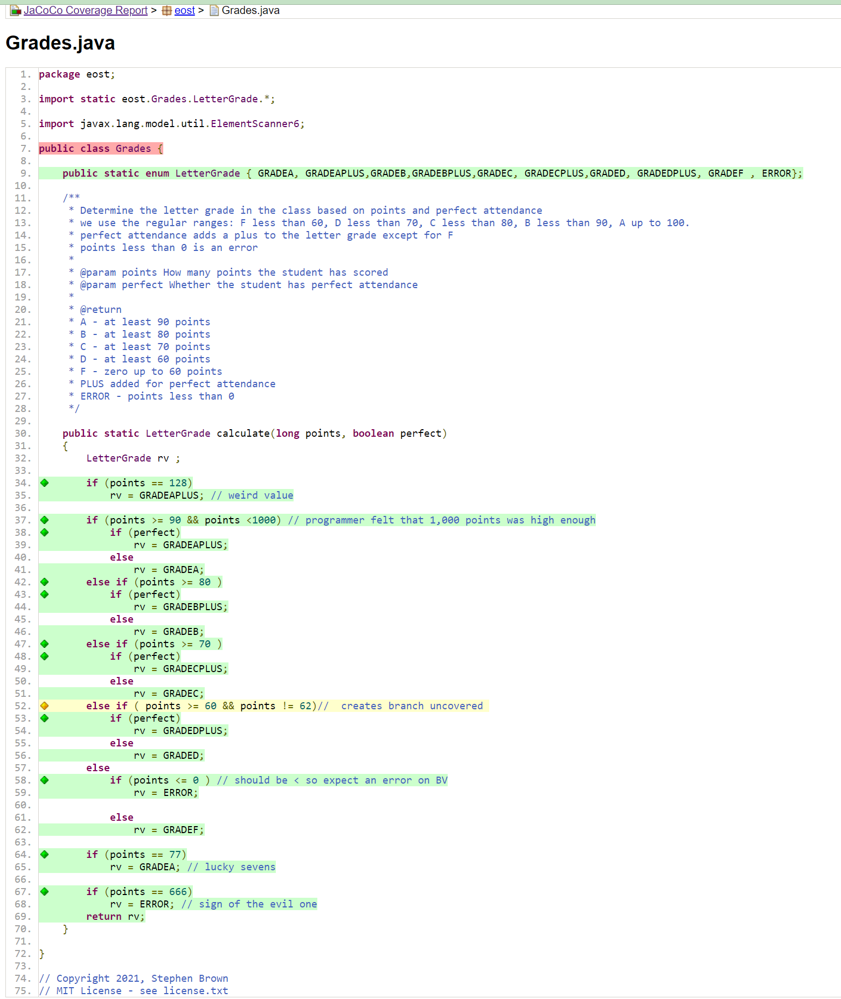 JaCoCo Coverage Report > eost > Grades.java
Grades.java
1. package eost;
2.
3. import static eost.Grades.LetterGrade.*;
4.
5. import javax.lang.model.util.ElementScanner6;
6.
7. public class Grades {
8.
9.     public static enum LetterGrade { GRADEA, GRADEAPLUS,GRADEB,GRADEBPLUS,GRADEC, GRADECPLUS,GRADED, GRADEDPLUS, GRADEF , ERROR};
10.
11.     /**
12.      * Determine the letter grade in the class based on points and perfect attendance
13.      * we use the regular ranges: F less than 60, D less than 70, C less than 80, B less than 90, A up to 100.
14.      * perfect attendance adds a plus to the letter grade except for F
15.      * points less than 0 is an error
16.      *
17.      * @param points How many points the student has scored
18.      * @param perfect Whether the student has perfect attendance
19.      *
20.      * @return
21.      * A - at least 90 points
22.      * B - at least 80 points
23.      * C - at least 70 points
24.      * D - at least 60 points
25.      * F - zero up to 60 points
26.      * PLUS added for perfect attendance
27.      * ERROR - points less than 0
28.      */
29.
30.     public static LetterGrade calculate(long points, boolean perfect)
31.     {
32.         LetterGrade rv ;
33.
34.         if (points == 128)
35.             rv = GRADEAPLUS; // weird value
36.
37.         if (points >= 90 && points <1000) // programmer felt that 1,000 points was high enough
38.             if (perfect)
39.                 rv = GRADEAPLUS;
40.             else
41.                 rv = GRADEA;
42.         else if (points >= 80 )
43.             if (perfect)
44.                 rv = GRADEBPLUS;
45.             else
46.                 rv = GRADEB;
47.         else if (points >= 70 )
48.             if (perfect)
49.                 rv = GRADECPLUS;
50.             else
51.                 rv = GRADEC;
52.         else if ( points >= 60 && points != 62)//  creates branch uncovered
53.             if (perfect)
54.                 rv = GRADEDPLUS;
55.             else
56.                 rv = GRADED;
57.         else
58.             if (points <= 0 ) // should be < so expect an error on BV
59.                 rv = ERROR;
60.
61.             else
62.                 rv = GRADEF;
63.
64.         if (points == 77)
65.             rv = GRADEA; // lucky sevens
66.
67.         if (points == 666)
68.             rv = ERROR; // sign of the evil one
69.         return rv;
70.     }
71.
72. }
73.
74. // Copyright 2021, Stephen Brown
75. // MIT License - see license.txt